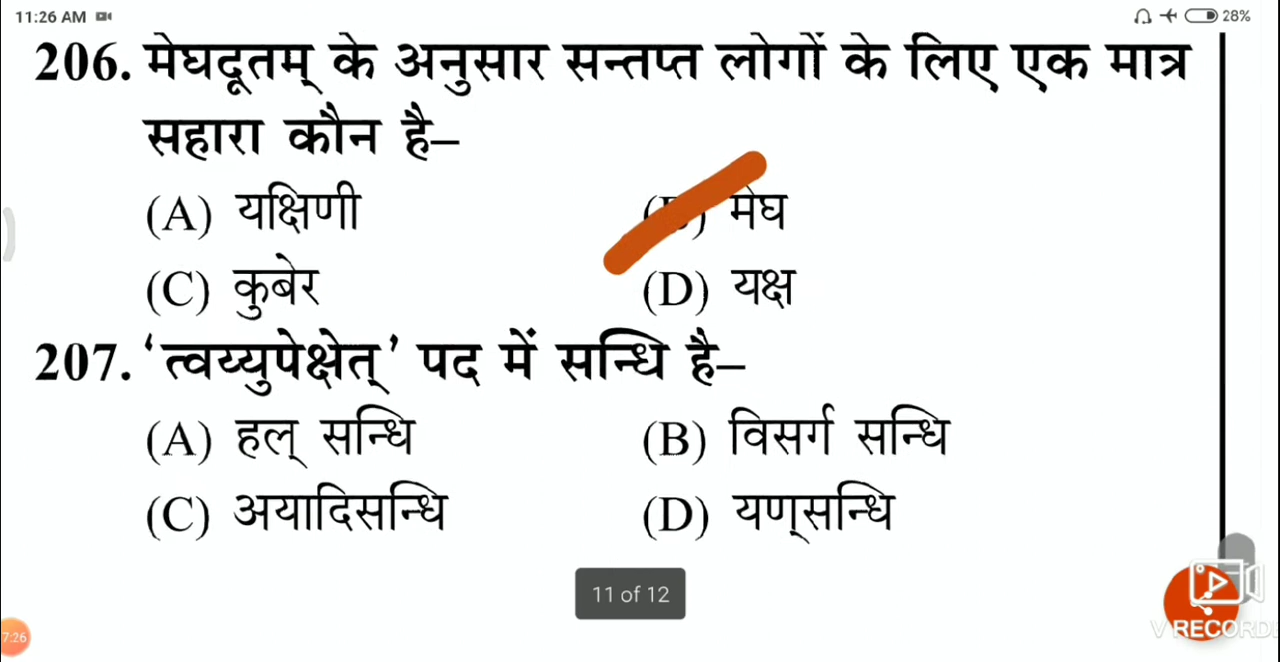 11:26 AM
28%
206. मेघदूतम् के अनुसार सन्तप्त लोगों के लिए एक मात्र
सहारा कौन है–
(A) यक्षिणी
(B) मेघ
(C) कुबेर
(D) यक्ष
207. ‘त्वय्युपेक्षेत्’ पद में सन्धि है–
(A) हल् सन्धि
(B) विसर्ग सन्धि
(C) अयादिसन्धि
(D) यण्सन्धि
11 of 12
7:26
V RECORDE